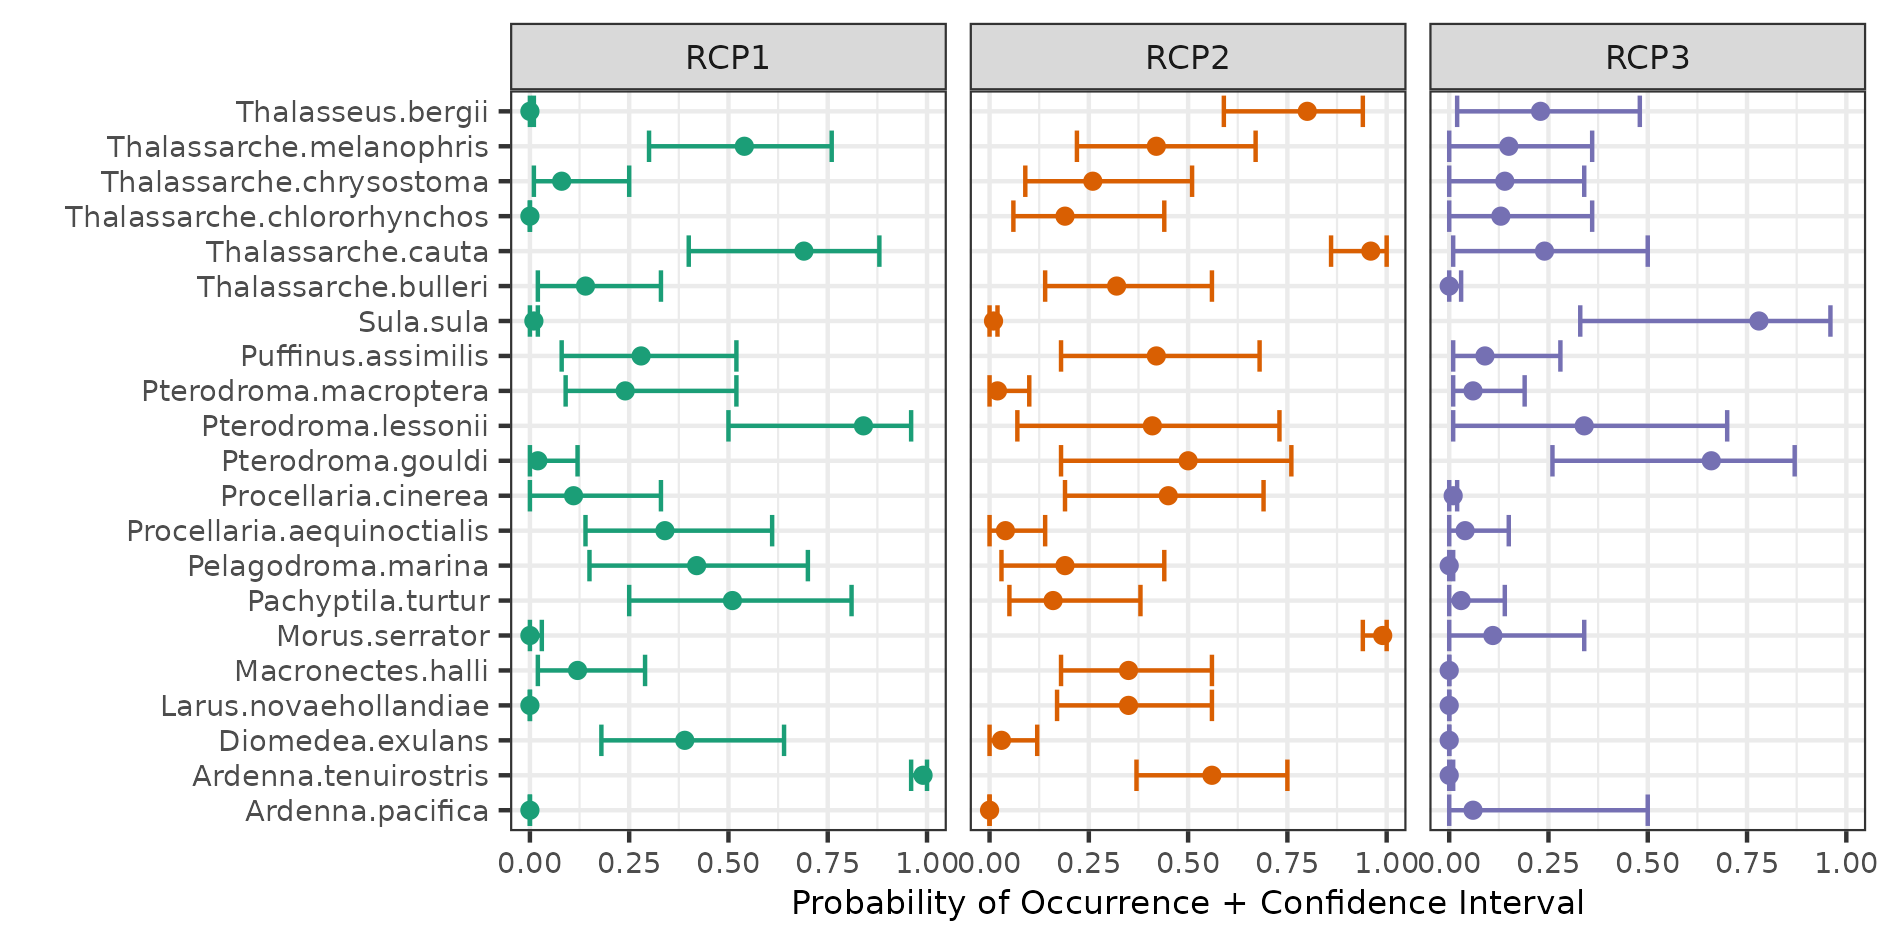 RCP1 RCP2 RCP3
Thalasseus.bergii
Thalassarche.melanophris
Thalassarche.chrysostoma
Thalassarche.chlororhynchos
Thalassarche.cauta
Thalassarche.bulleri
Sula.sula
Puffinus.assimilis
Pterodroma.macroptera
Pterodroma.lessonii
Pterodroma.gouldi
Procellaria.cinerea
Procellaria.aequinoctialis
Pelagodroma.marina
Pachyptila.turtur
Morus.serrator
Macronectes.halli
Larus.novaehollandiae
Diomedea.exulans
Ardenna.tenuirostris
Ardenna.pacifica
0.00 0.25 0.50 0.75 1.00 0.00 0.25 0.50 0.75 1.00 0.00 0.25 0.50 0.75 1.00
Probability of Occurrence + Confidence Interval